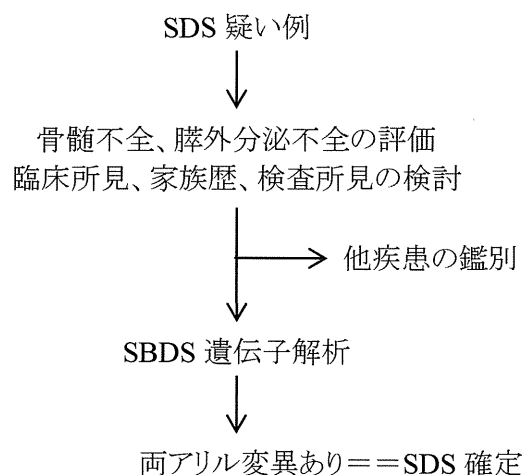 SDS 疑い例
骨髄不全、膵外分泌不全の評価
臨床所見、家族歴、検査所見の検討
他疾患の鑑別
SBDS 遺伝子解析
両アリル変異あり==SDS 確定